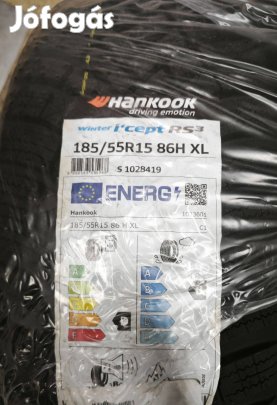 Jófogás
HANKOOK
driving emotion
Winter i*cept RS3
185/55R15 86H XL
S 1028419
ENERG
Hankook
185/55R15 86 H XL
C1
A
A
B
B
C